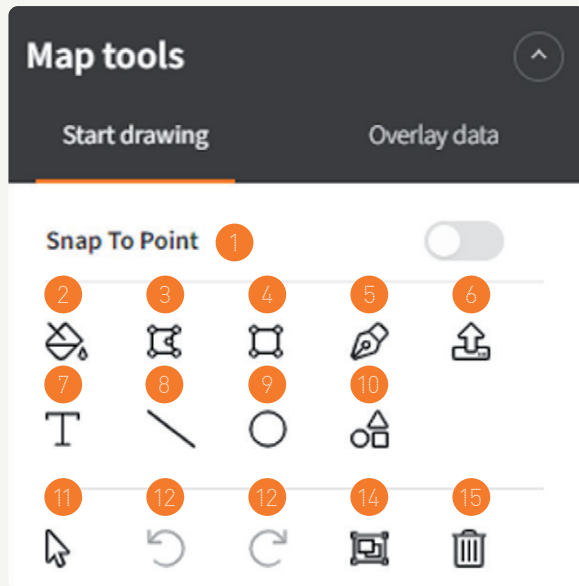 Map tools
Start drawing Overlay data
Snap To Point 1
2 3 4 5 6
7 8 9 10
11 12 12 14 15